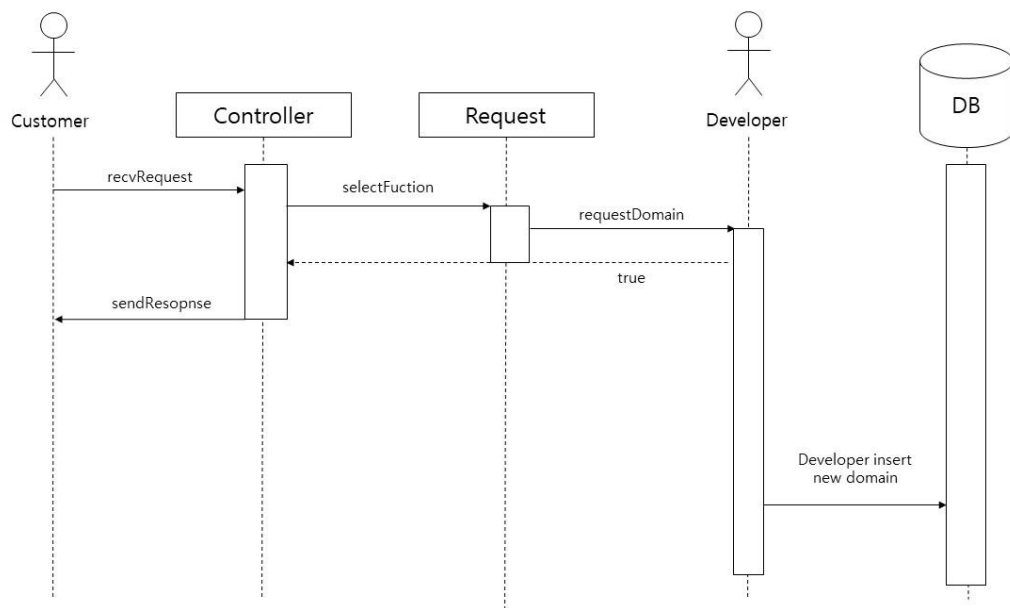 Customer
Controller
Request
Developer
DB
recvRequest
selectFuction
requestDomain
true
sendResopnse
Developer insert
new domain